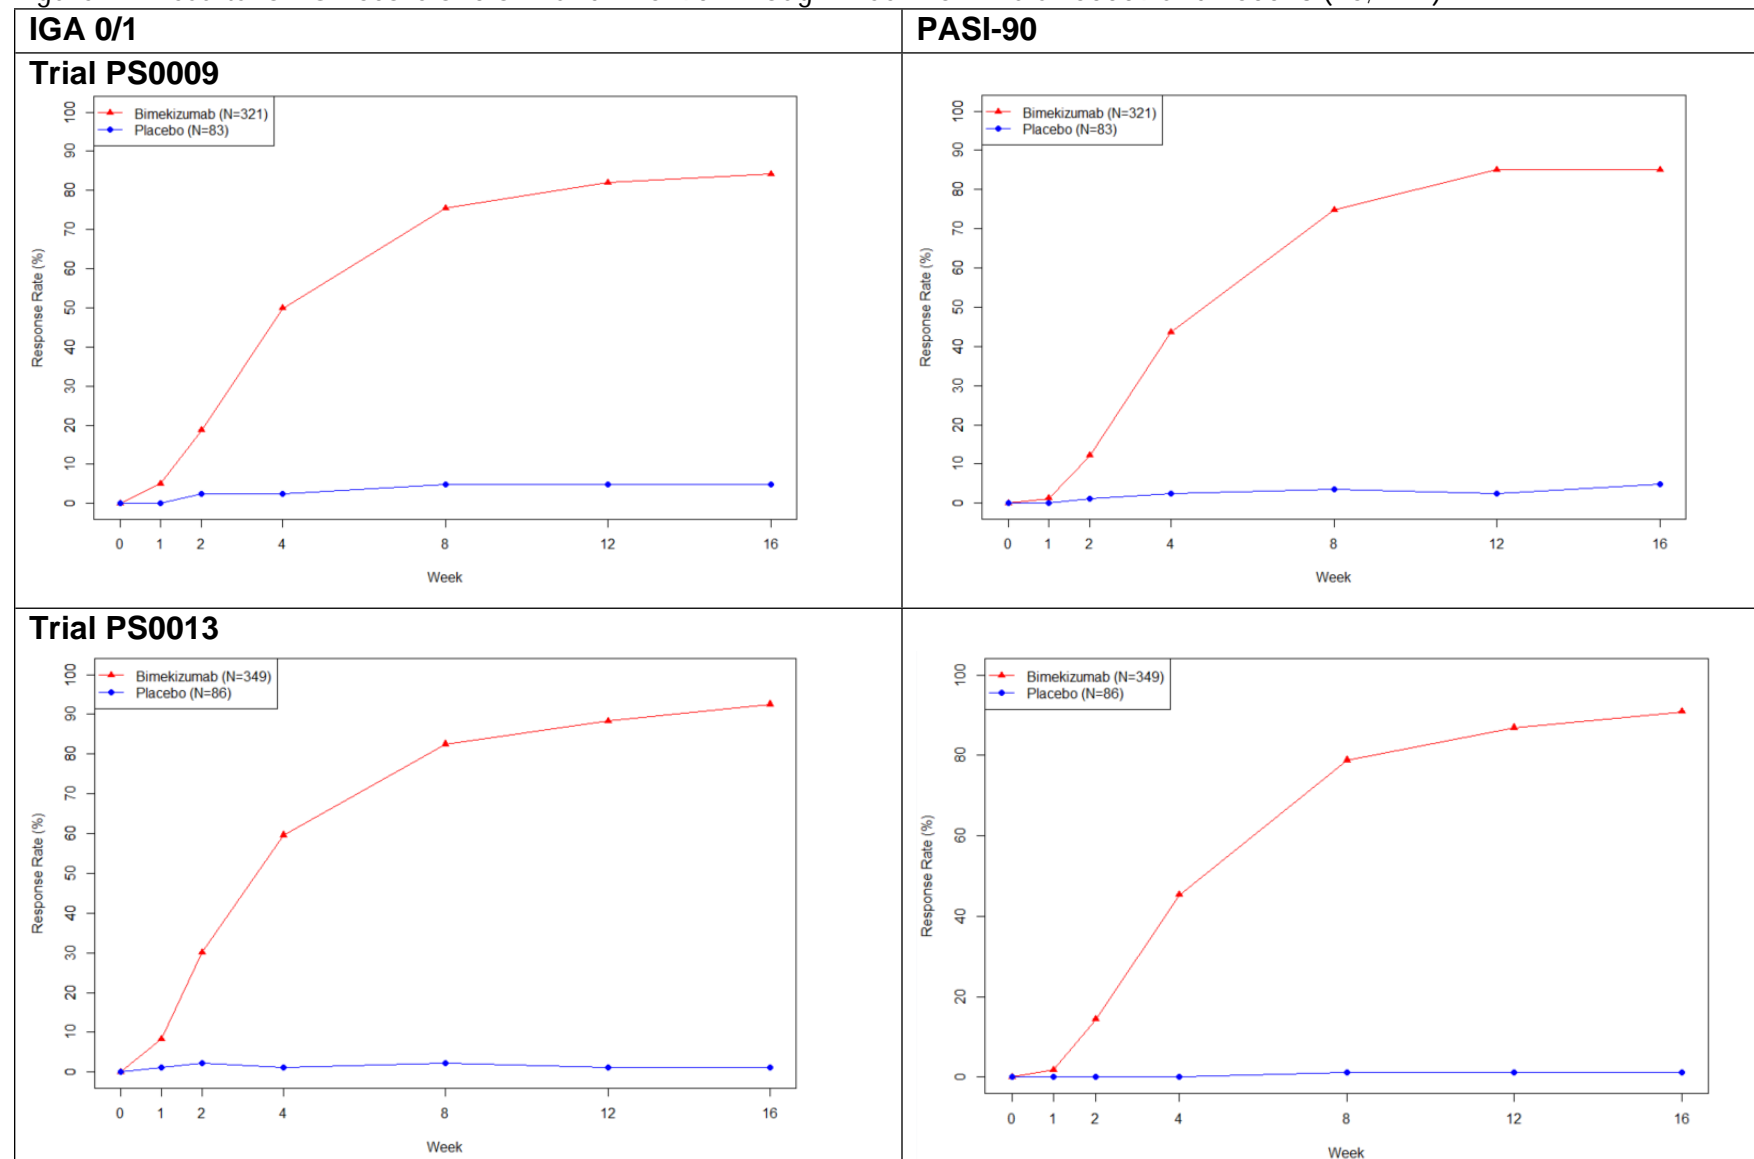 IGA 0/1
PASI-90
Trial PS0009
Bimekizumab (N=321)
Placebo (N=83)
100
90
80
70
60
50
40
30
20
10
0
Response Rate (%)
0 1 2 4 8 12 16
Week
Bimekizumab (N=321)
Placebo (N=83)
100
90
80
70
60
50
40
30
20
10
0
Response Rate (%)
0 1 2 4 8 12 16
Week
Trial PS0013
Bimekizumab (N=349)
Placebo (N=86)
100
90
80
70
60
50
40
30
20
10
0
Response Rate (%)
0 1 2 4 8 12 16
Week
Bimekizumab (N=349)
Placebo (N=86)
100
80
60
40
20
0
Response Rate (%)
0 1 2 4 8 12 16
Week